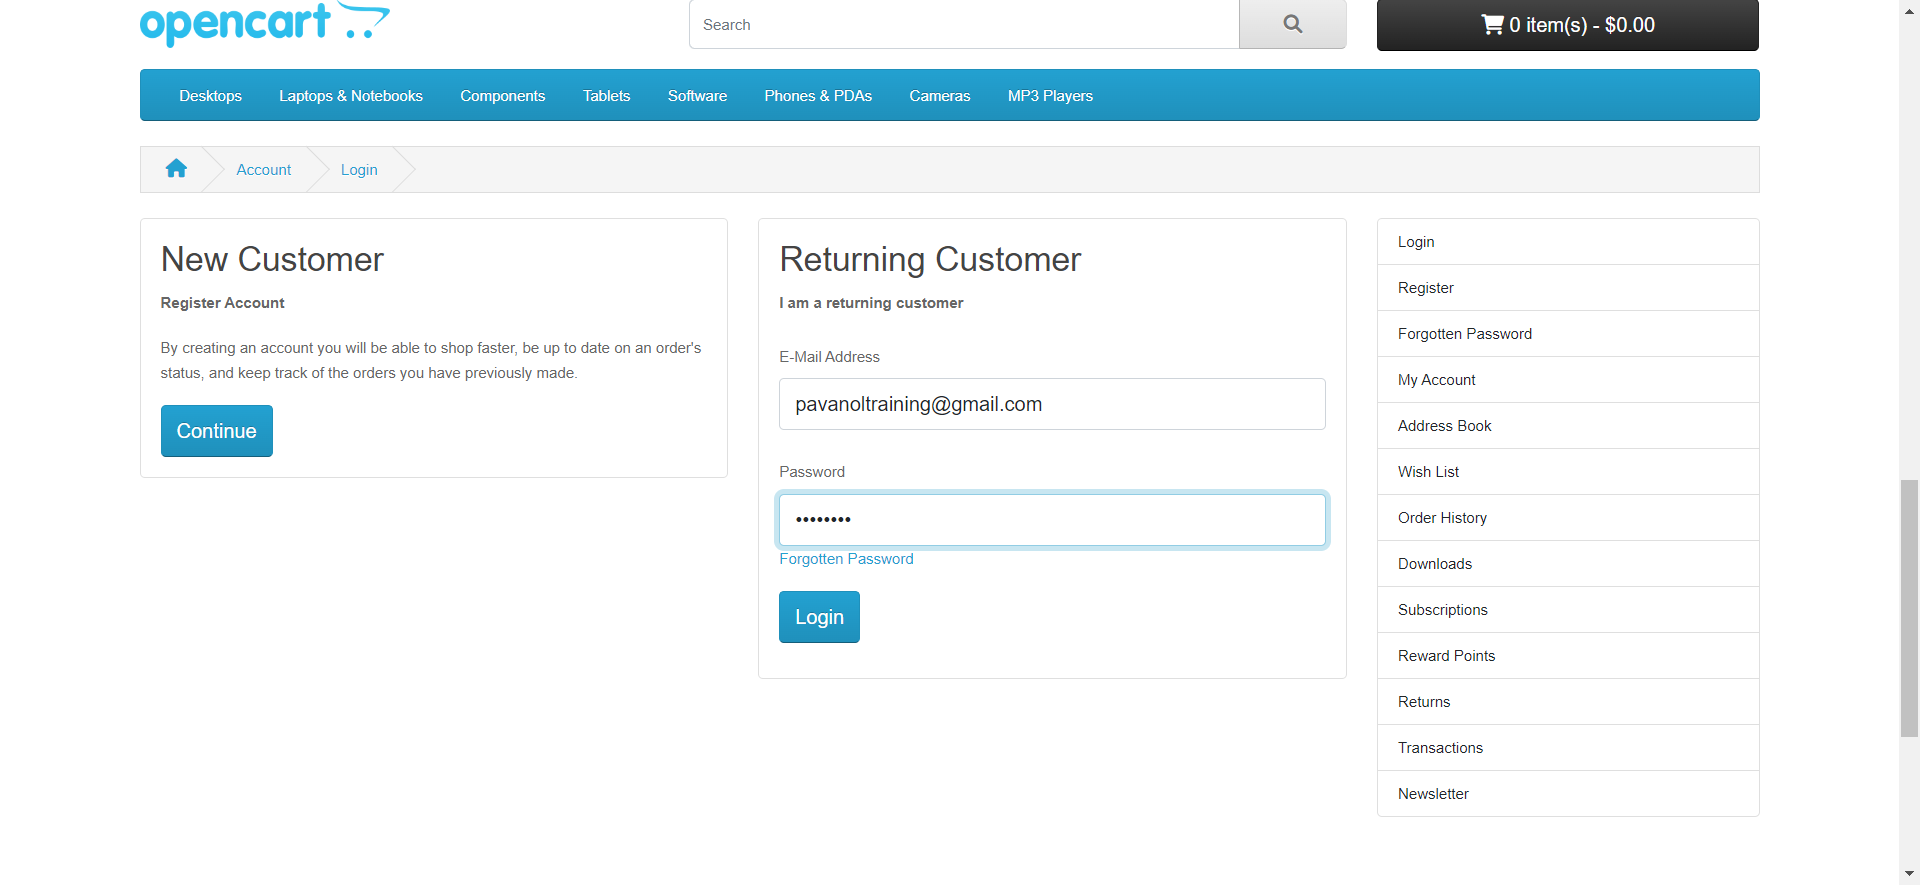 opencart
Search
0 item(s) - $0.00
Desktops
Laptops & Notebooks
Components
Tablets
Software
Phones & PDAs
Cameras
MP3 Players
Account
Login
New Customer
Register Account
By creating an account you will be able to shop faster, be up to date on an order's
status, and keep track of the orders you have previously made.
Continue
Returning Customer
I am a returning customer
E-Mail Address
pavanoltraining@gmail.com
Password
••••••••
Forgotten Password
Login
Login
Register
Forgotten Password
My Account
Address Book
Wish List
Order History
Downloads
Subscriptions
Reward Points
Returns
Transactions
Newsletter